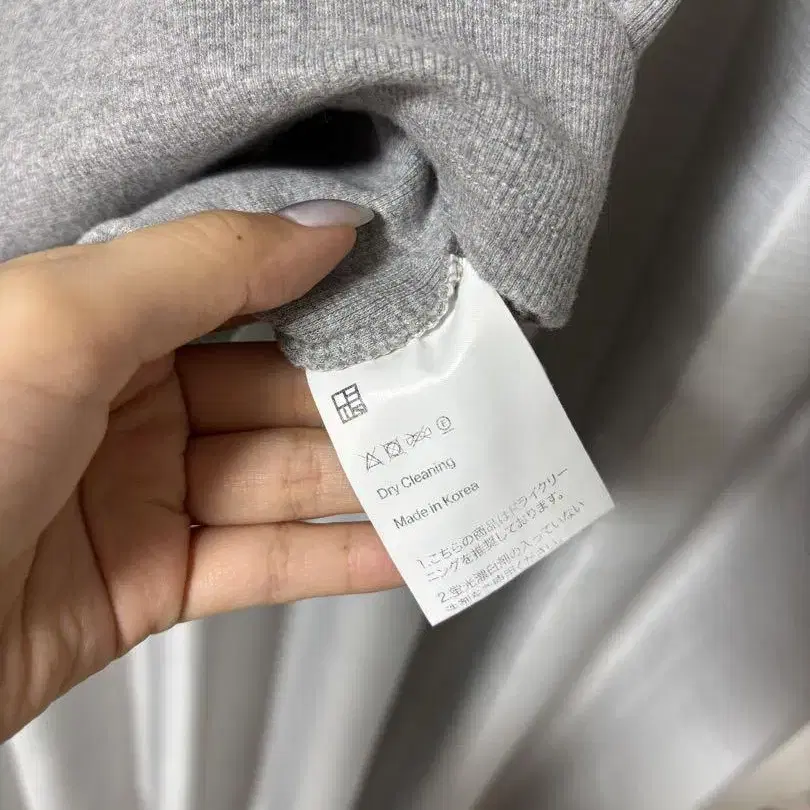 Ⓕ
Dry Cleaning
Made in Korea
1.こちらの商品はドライクリー
ニングを推奨しております。
2.蛍光漂白剤の入っていない